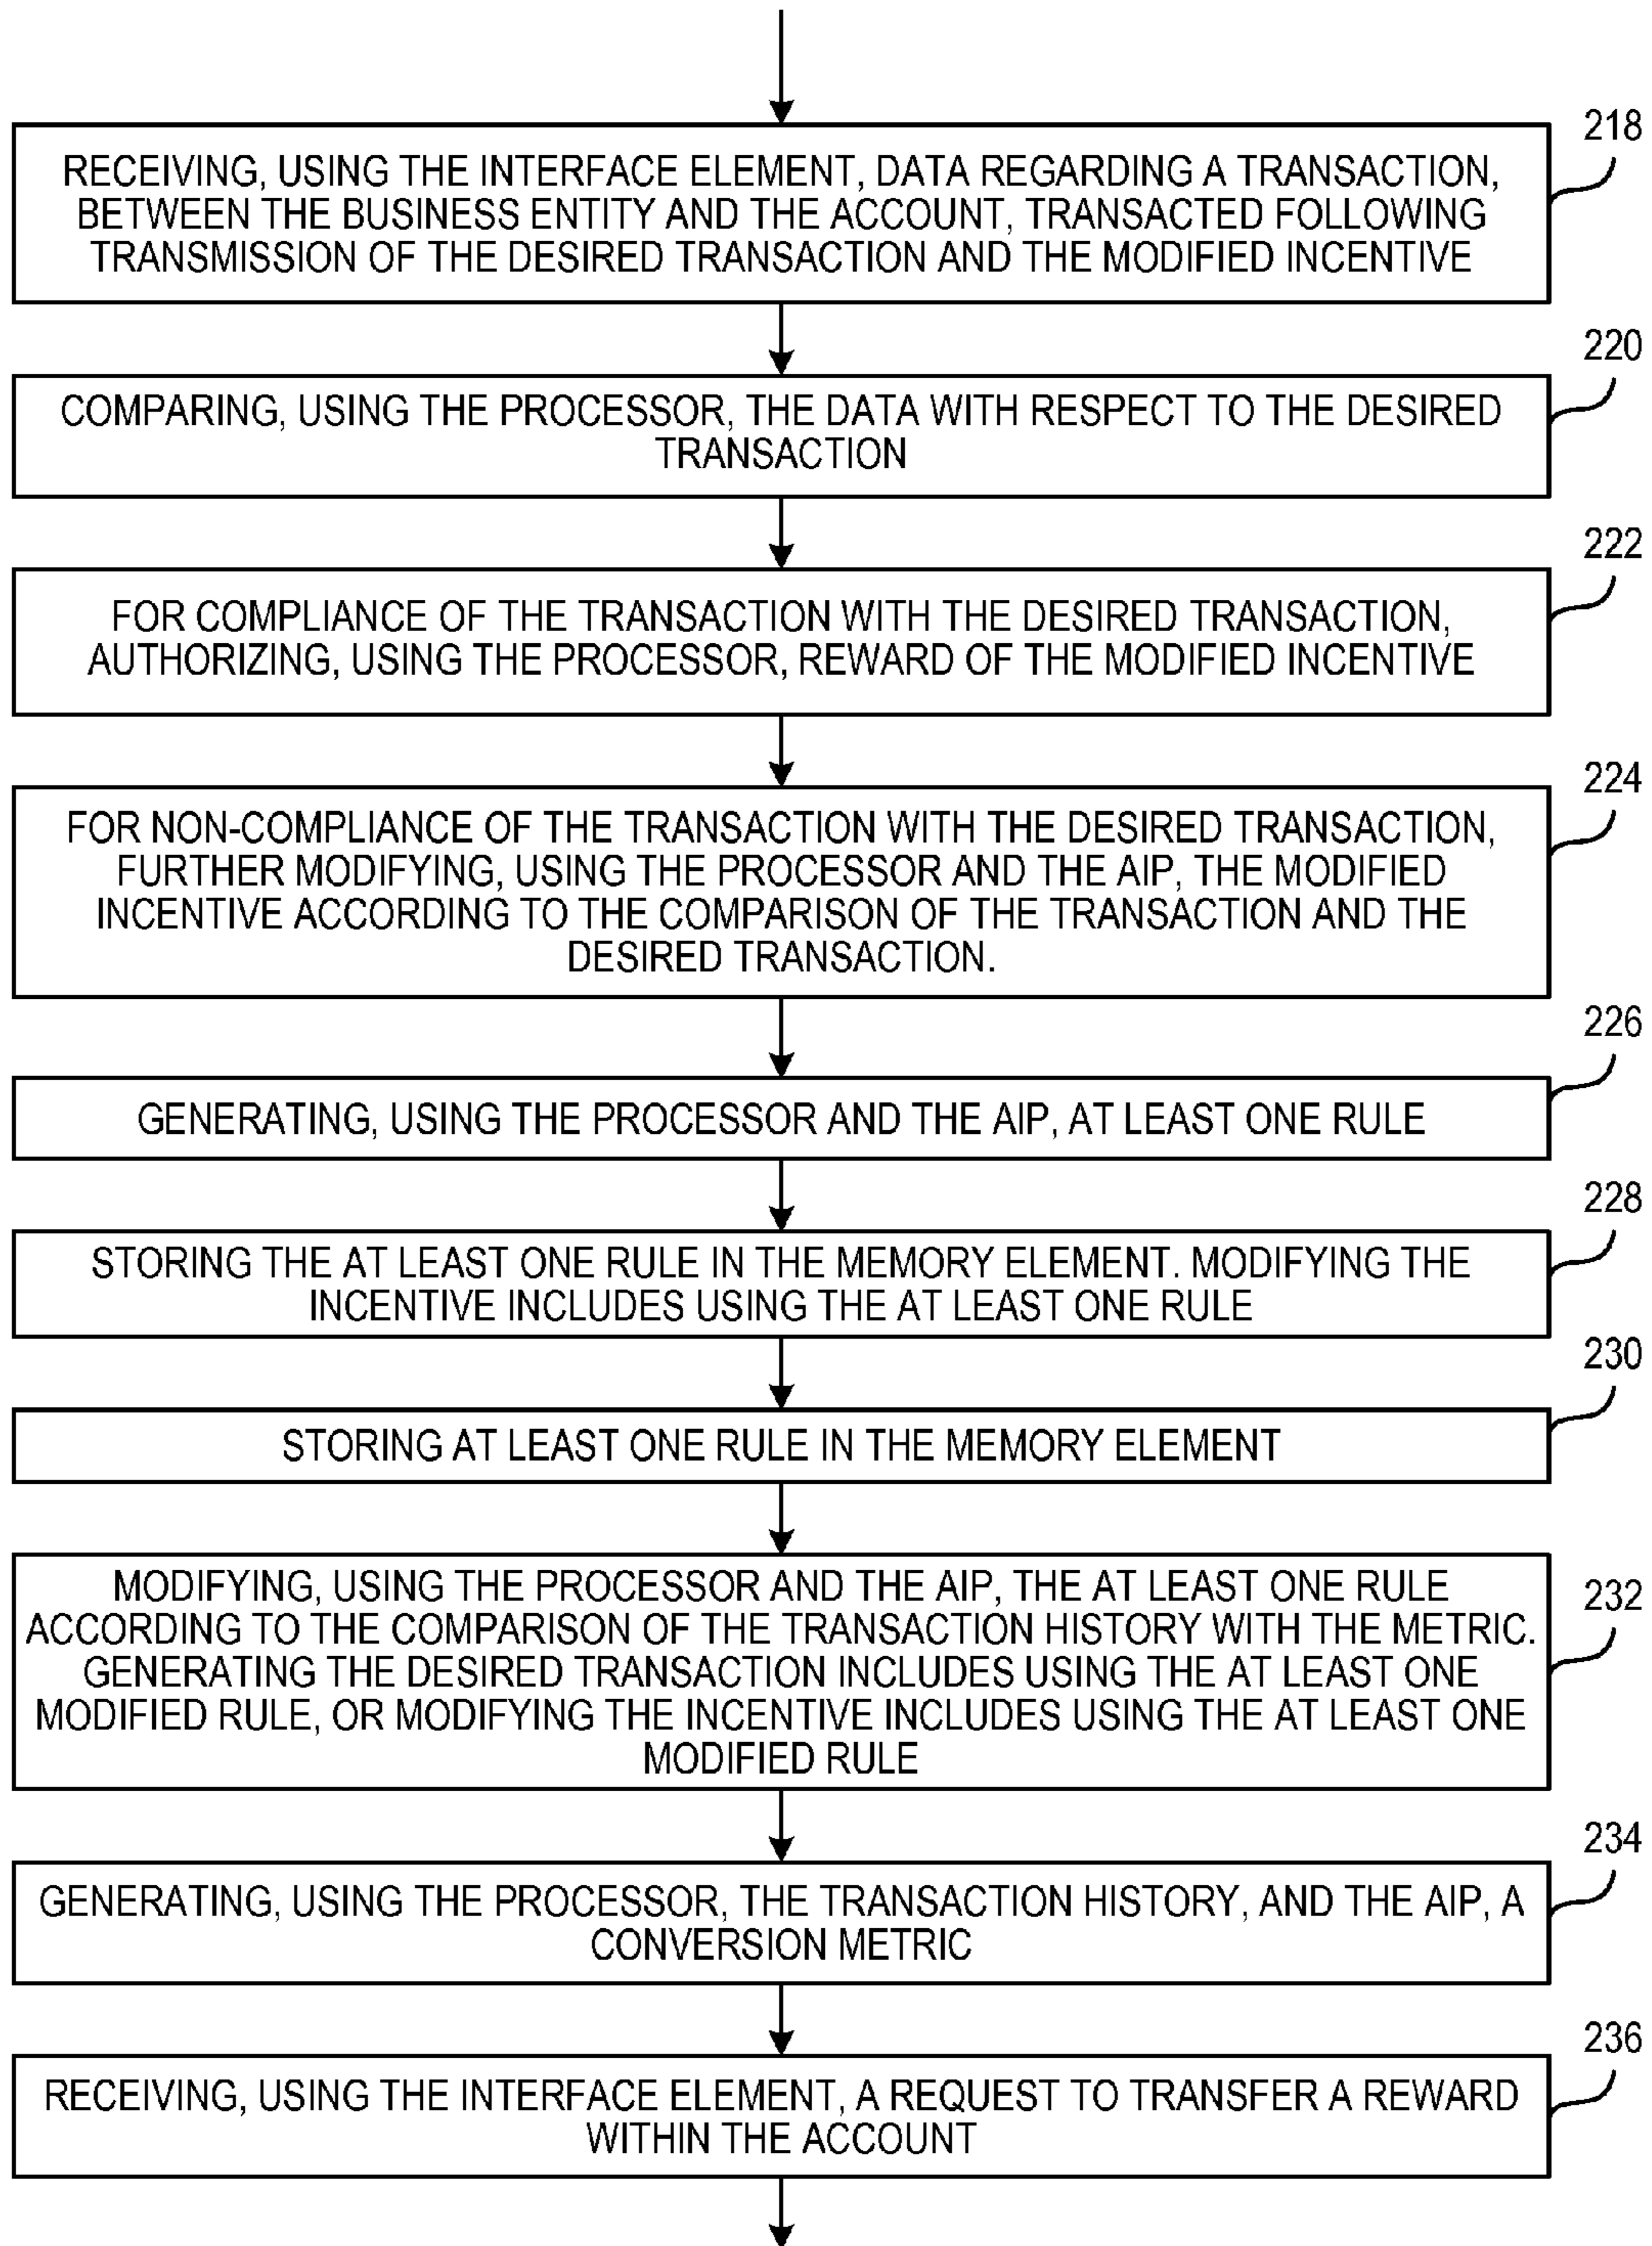 218
RECEIVING, USING THE INTERFACE ELEMENT, DATA REGARDING A TRANSACTION,
BETWEEN THE BUSINESS ENTITY AND THE ACCOUNT, TRANSACTED FOLLOWING
TRANSMISSION OF THE DESIRED TRANSACTION AND THE MODIFIED INCENTIVE
220
COMPARING, USING THE PROCESSOR, THE DATA WITH RESPECT TO THE DESIRED
TRANSACTION
222
FOR COMPLIANCE OF THE TRANSACTION WITH THE DESIRED TRANSACTION,
AUTHORIZING, USING THE PROCESSOR, REWARD OF THE MODIFIED INCENTIVE
224
FOR NON-COMPLIANCE OF THE TRANSACTION WITH THE DESIRED TRANSACTION,
FURTHER MODIFYING, USING THE PROCESSOR AND THE AIP, THE MODIFIED
INCENTIVE ACCORDING TO THE COMPARISON OF THE TRANSACTION AND THE
DESIRED TRANSACTION.
226
GENERATING, USING THE PROCESSOR AND THE AIP, AT LEAST ONE RULE
228
STORING THE AT LEAST ONE RULE IN THE MEMORY ELEMENT. MODIFYING THE
INCENTIVE INCLUDES USING THE AT LEAST ONE RULE
230
STORING AT LEAST ONE RULE IN THE MEMORY ELEMENT
232
MODIFYING, USING THE PROCESSOR AND THE AIP, THE AT LEAST ONE RULE
ACCORDING TO THE COMPARISON OF THE TRANSACTION HISTORY WITH THE METRIC.
GENERATING THE DESIRED TRANSACTION INCLUDES USING THE AT LEAST ONE
MODIFIED RULE, OR MODIFYING THE INCENTIVE INCLUDES USING THE AT LEAST ONE
MODIFIED RULE
234
GENERATING, USING THE PROCESSOR, THE TRANSACTION HISTORY, AND THE AIP, A
CONVERSION METRIC
236
RECEIVING, USING THE INTERFACE ELEMENT, A REQUEST TO TRANSFER A REWARD
WITHIN THE ACCOUNT